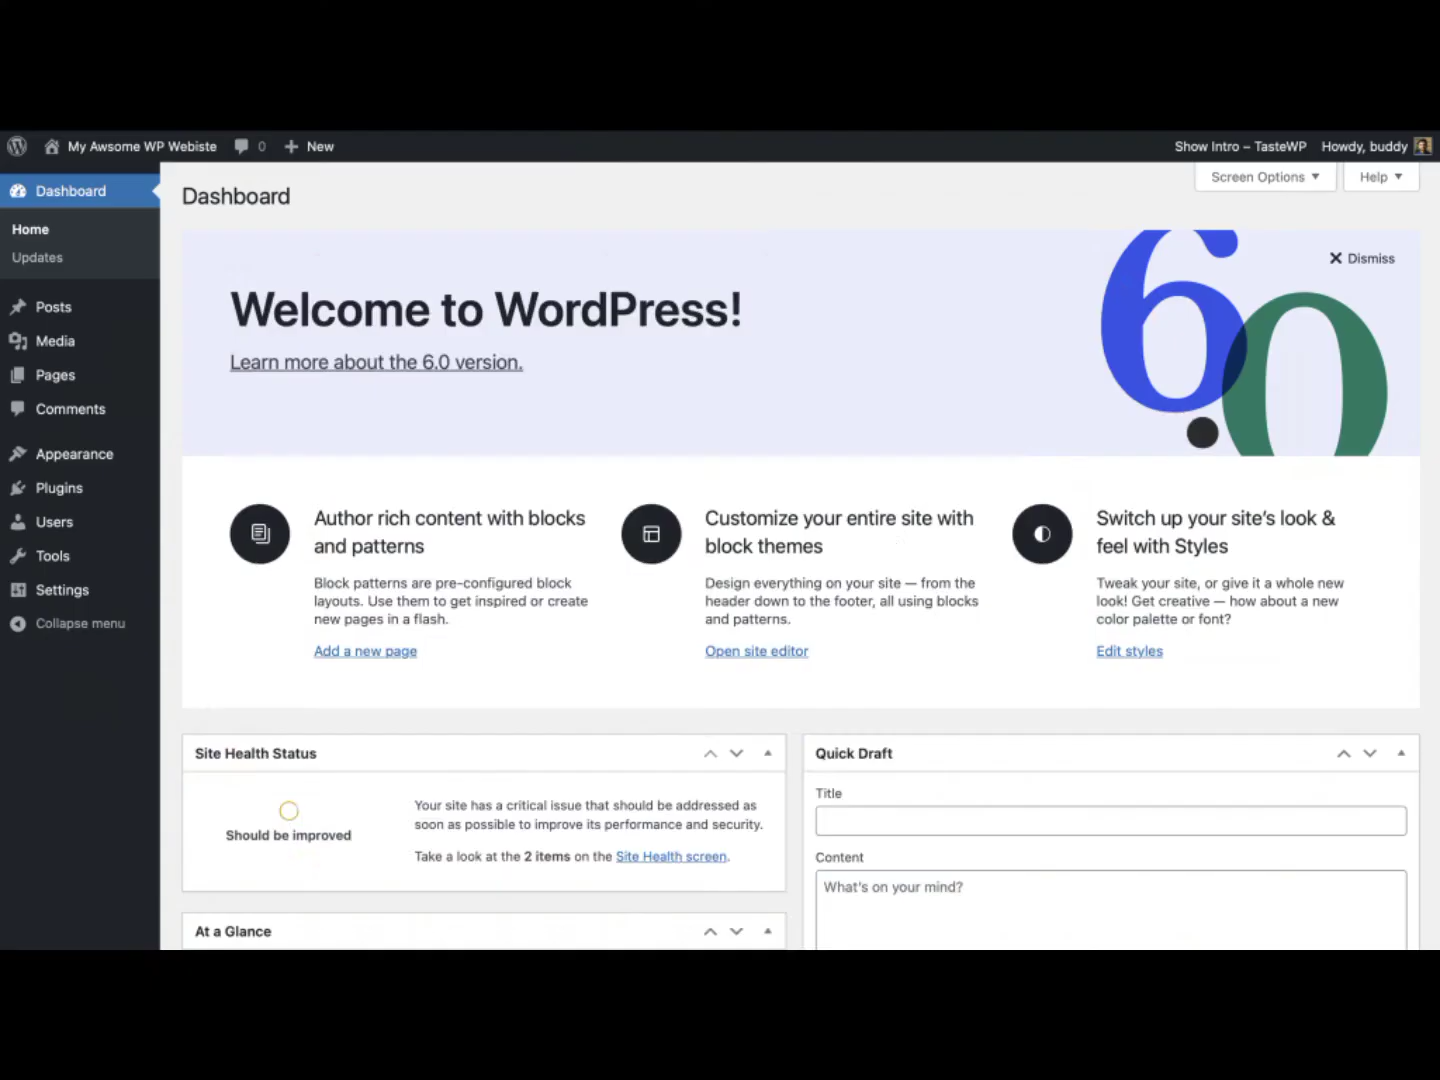 My Awsome WP Webiste 0 New Show Intro – TasteWP Howdy, buddy
Dashboard
Home
Updates
Posts
Media
Pages
Comments
Appearance
Plugins
Users
Tools
Settings
Collapse menu
Screen Options Help
Dashboard
Dismiss
Welcome to WordPress!
Learn more about the 6.0 version.
6.0
Author rich content with blocks
and patterns
Block patterns are pre-configured block
layouts. Use them to get inspired or create
new pages in a flash.
Add a new page
Customize your entire site with
block themes
Design everything on your site — from the
header down to the footer, all using blocks
and patterns.
Open site editor
Switch up your site’s look &
feel with Styles
Tweak your site, or give it a whole new
look! Get creative — how about a new
color palette or font?
Edit styles
Site Health Status
Should be improved
Your site has a critical issue that should be addressed as
soon as possible to improve its performance and security.
Take a look at the 2 items on the Site Health screen.
At a Glance
Quick Draft
Title
Content
What's on your mind?